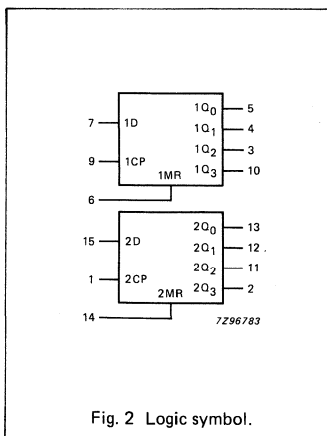 1Q0 5
7 1D 1Q1 4
1Q2 3
9 1CP 1Q3 10
1MR
6
2Q0 13
15 2D 2Q1 12
2Q2 11
1 2CP 2Q3 2
2MR
14
7Z96783
Fig. 2 Logic symbol.